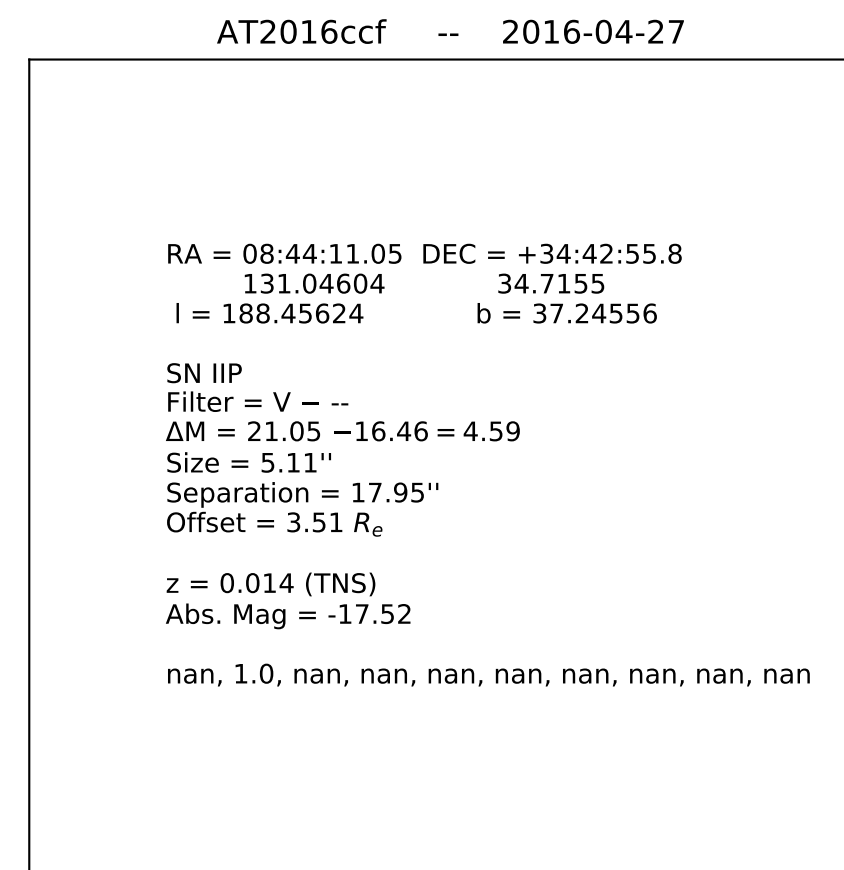 AT2016ccf -- 2016-04-27
RA = 08:44:11.05 DEC = +34:42:55.8
131.04604 34.7155
l = 188.45624 b = 37.24556
SN IIP
Filter = V − --
ΔM = 21.05 −16.46 = 4.59
Size = 5.11''
Separation = 17.95''
Offset = 3.51 Rₑ
z = 0.014 (TNS)
Abs. Mag = -17.52
nan, 1.0, nan, nan, nan, nan, nan, nan, nan, nan